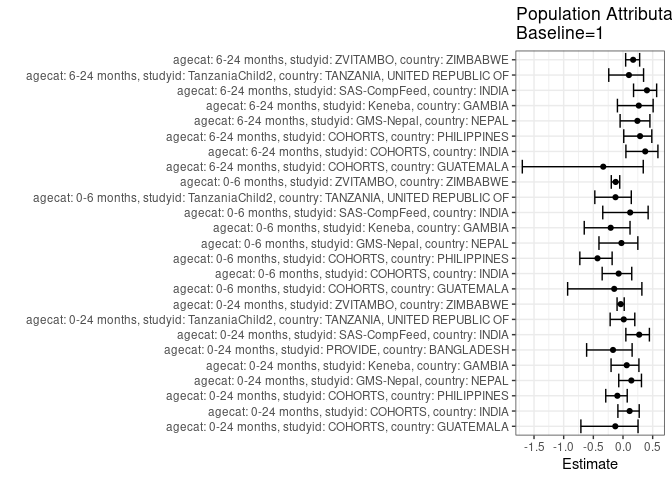 Population Attributa
Baseline=1
agecat: 6-24 months, studyid: ZVITAMBO, country: ZIMBABWE
agecat: 6-24 months, studyid: TanzaniaChild2, country: TANZANIA, UNITED REPUBLIC OF
agecat: 6-24 months, studyid: SAS-CompFeed, country: INDIA
agecat: 6-24 months, studyid: Keneba, country: GAMBIA
agecat: 6-24 months, studyid: GMS-Nepal, country: NEPAL
agecat: 6-24 months, studyid: COHORTS, country: PHILIPPINES
agecat: 6-24 months, studyid: COHORTS, country: INDIA
agecat: 6-24 months, studyid: COHORTS, country: GUATEMALA
agecat: 0-6 months, studyid: ZVITAMBO, country: ZIMBABWE
agecat: 0-6 months, studyid: TanzaniaChild2, country: TANZANIA, UNITED REPUBLIC OF
agecat: 0-6 months, studyid: SAS-CompFeed, country: INDIA
agecat: 0-6 months, studyid: Keneba, country: GAMBIA
agecat: 0-6 months, studyid: GMS-Nepal, country: NEPAL
agecat: 0-6 months, studyid: COHORTS, country: PHILIPPINES
agecat: 0-6 months, studyid: COHORTS, country: INDIA
agecat: 0-6 months, studyid: COHORTS, country: GUATEMALA
agecat: 0-24 months, studyid: ZVITAMBO, country: ZIMBABWE
agecat: 0-24 months, studyid: TanzaniaChild2, country: TANZANIA, UNITED REPUBLIC OF
agecat: 0-24 months, studyid: SAS-CompFeed, country: INDIA
agecat: 0-24 months, studyid: PROVIDE, country: BANGLADESH
agecat: 0-24 months, studyid: Keneba, country: GAMBIA
agecat: 0-24 months, studyid: GMS-Nepal, country: NEPAL
agecat: 0-24 months, studyid: COHORTS, country: PHILIPPINES
agecat: 0-24 months, studyid: COHORTS, country: INDIA
agecat: 0-24 months, studyid: COHORTS, country: GUATEMALA
-1.5 -1.0 -0.5 0.0 0.5
Estimate